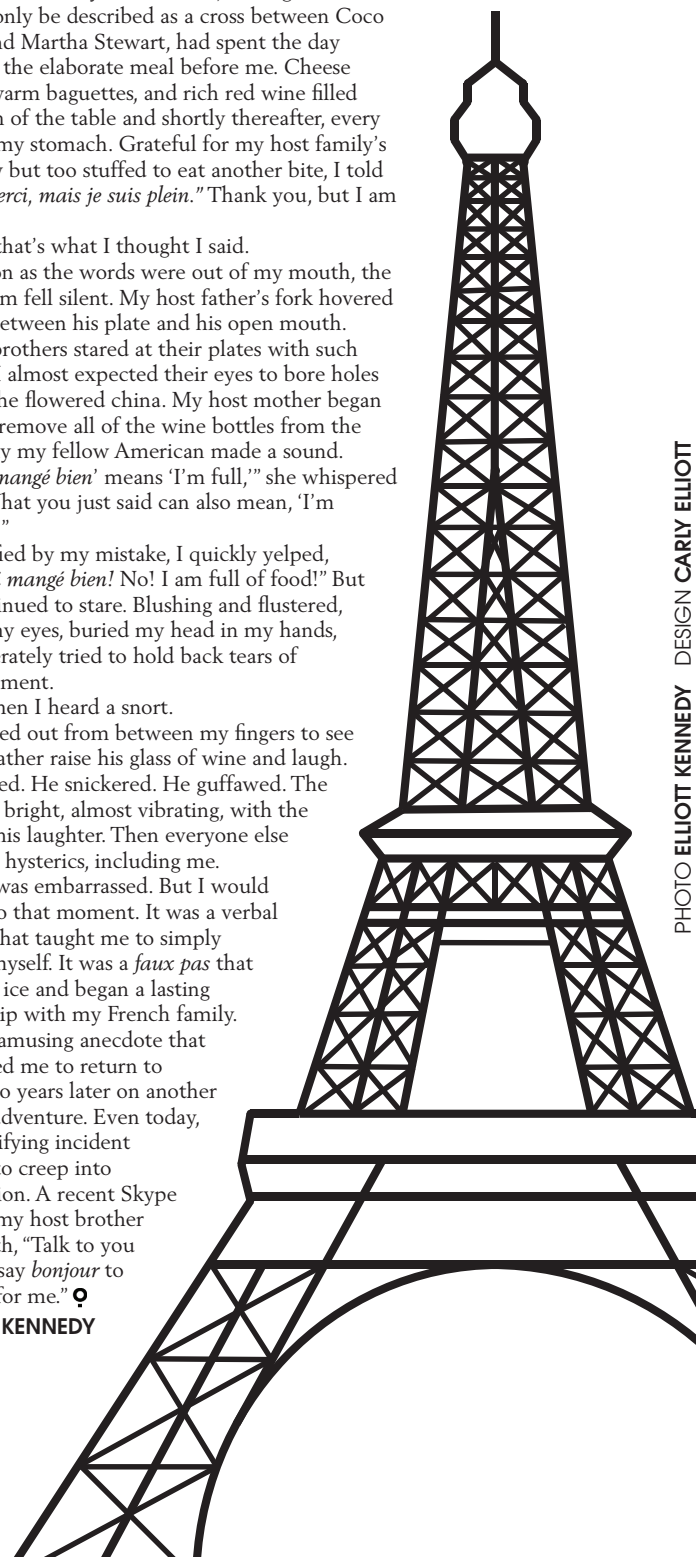 only be described as a cross between Coco
nd Martha Stewart, had spent the day
the elaborate meal before me. Cheese
warm baguettes, and rich red wine filled
n of the table and shortly thereafter, every
my stomach. Grateful for my host family’s
y but too stuffed to eat another bite, I told
erci, mais je suis plein.” Thank you, but I am
that’s what I thought I said.
on as the words were out of my mouth, the
m fell silent. My host father’s fork hovered
between his plate and his open mouth.
brothers stared at their plates with such
I almost expected their eyes to bore holes
he flowered china. My host mother began
remove all of the wine bottles from the
ly my fellow American made a sound.
mangé bien’ means ‘I’m full,’” she whispered
What you just said can also mean, ‘I’m
”
fied by my mistake, I quickly yelped,
i mangé bien! No! I am full of food!” But
tinued to stare. Blushing and flustered,
my eyes, buried my head in my hands,
erately tried to hold back tears of
ment.
hen I heard a snort.
ed out from between my fingers to see
ather raise his glass of wine and laugh.
ed. He snickered. He guffawed. The
bright, almost vibrating, with the
his laughter. Then everyone else
hysterics, including me.
was embarrassed. But I would
o that moment. It was a verbal
that taught me to simply
myself. It was a faux pas that
ice and began a lasting
ip with my French family.
amusing anecdote that
ed me to return to
o years later on another
adventure. Even today,
ifying incident
to creep into
ion. A recent Skype
my host brother
th, “Talk to you
say bonjour to
for me.”
KENNEDY
PHOTO ELLIOTT KENNEDY DESIGN CARLY ELLIOTT